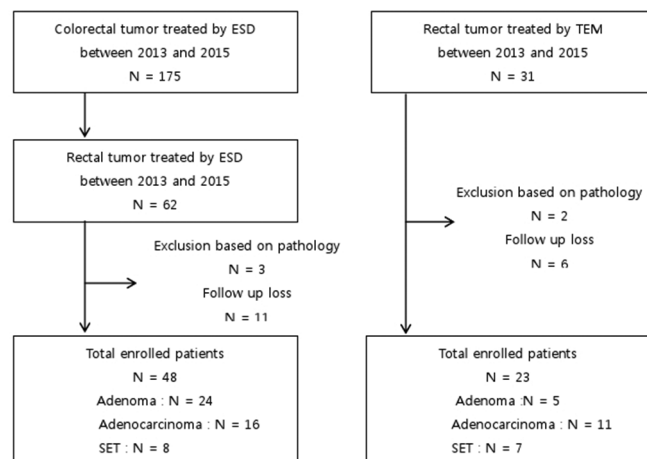 Colorectal tumor treated by ESD
between 2013 and 2015
N = 175
Rectal tumor treated by ESD
between 2013 and 2015
N = 62
Exclusion based on pathology
N = 3
Follow up loss
N = 11
Total enrolled patients
N = 48
Adenoma : N = 24
Adenocarcinoma : N = 16
SET : N = 8
Rectal tumor treated by TEM
between 2013 and 2015
N = 31
Exclusion based on pathology
N = 2
Follow up loss
N = 6
Total enrolled patients
N = 23
Adenoma :N = 5
Adenocarcinoma : N = 11
SET : N = 7